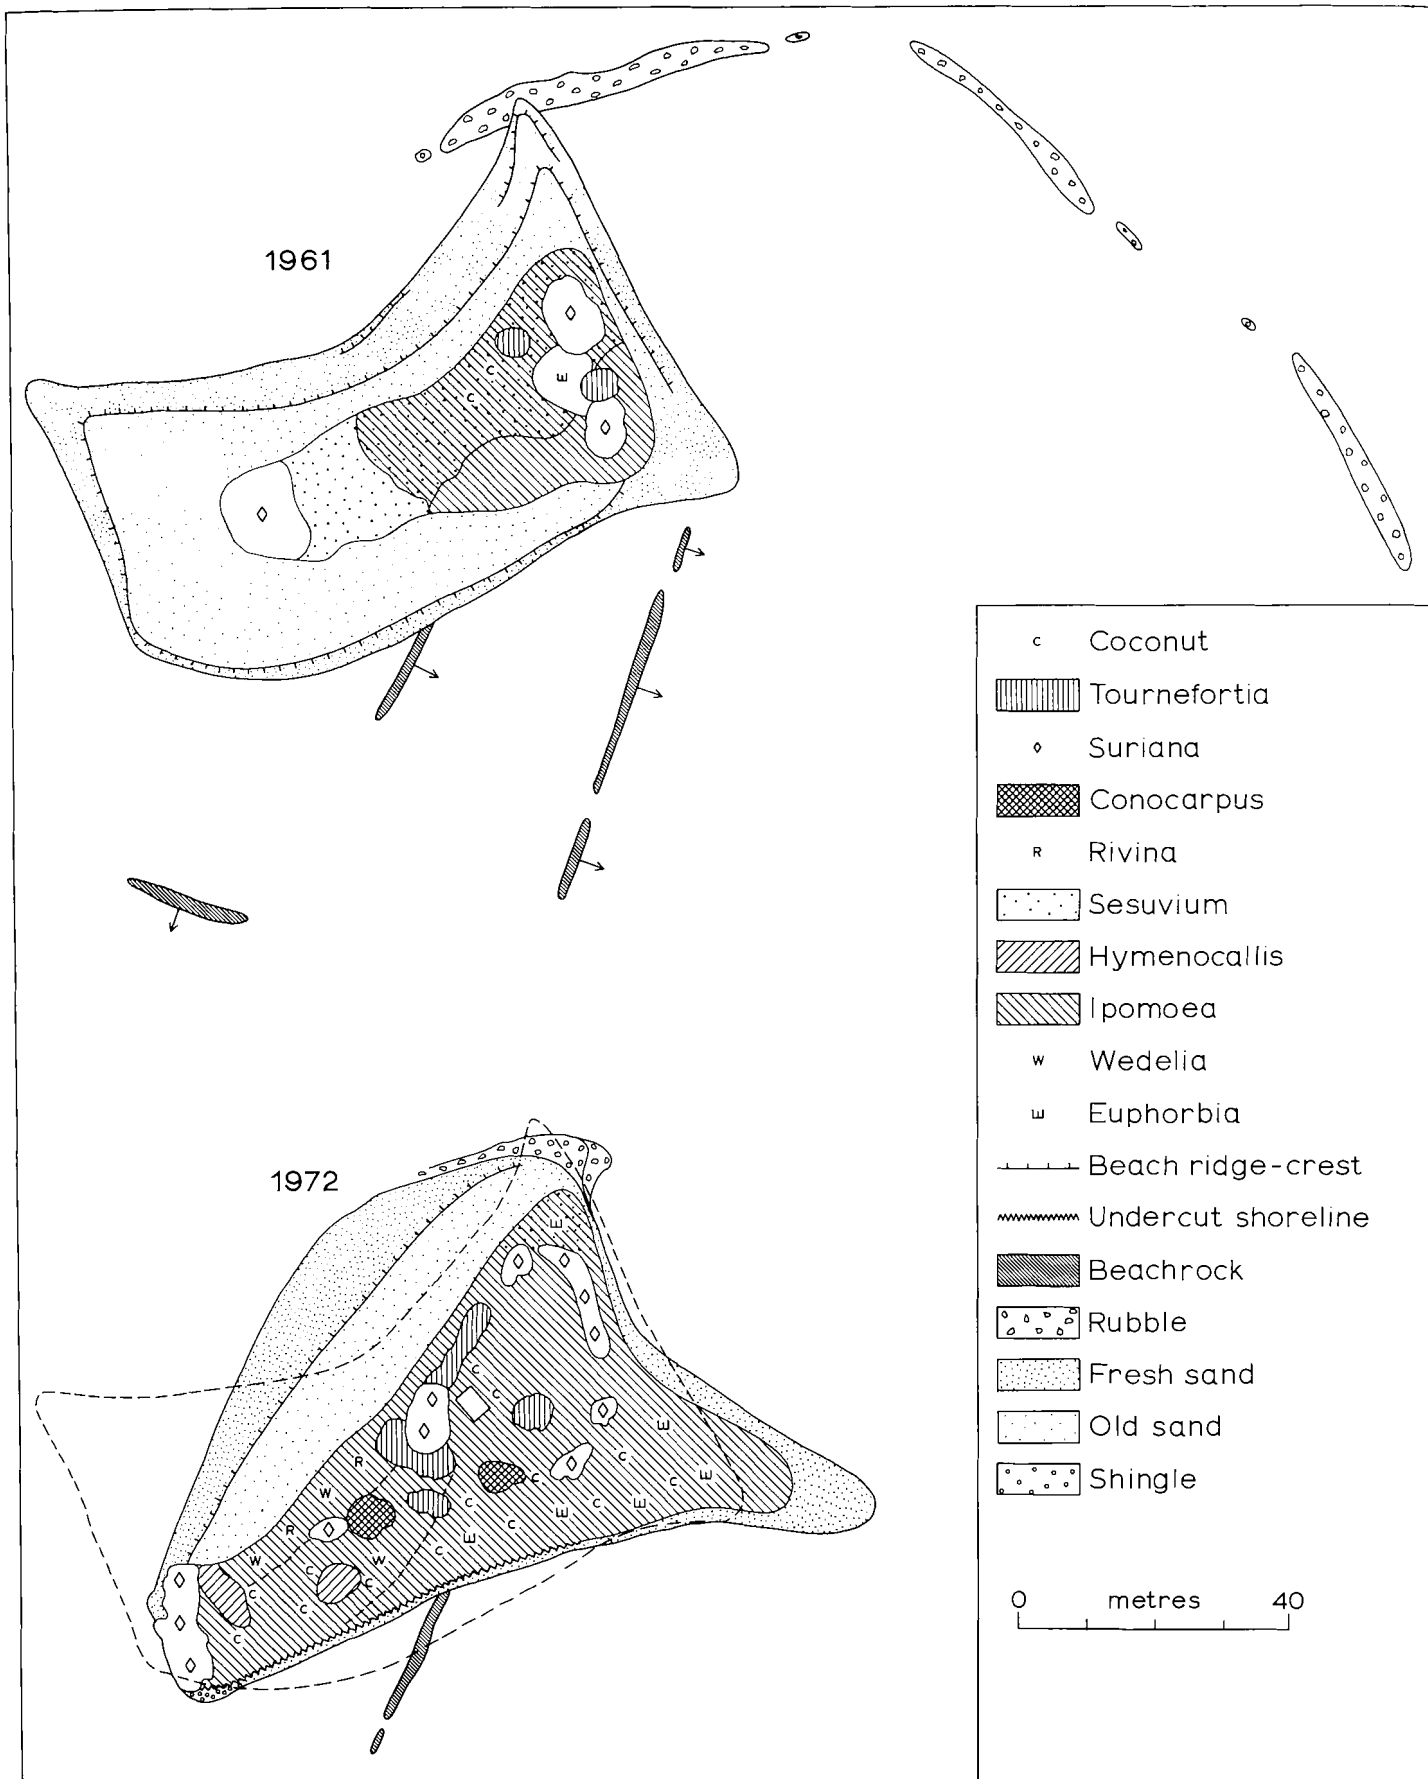 1961
C
C
E
C Coconut
Tournefortia
Suriana
Conocarpus
R Rivina
Sesuvium
Hymenocallis
Ipomoea
W Wedelia
E Euphorbia
Beach ridge-crest
Undercut shoreline
Beachrock
Rubble
Fresh sand
Old sand
Shingle
0 metres 40
1972
E
C
C
E
R
C
C
C
E
W
C
C
E
E
R
C
E
W
C
W
C
C
C
C
C